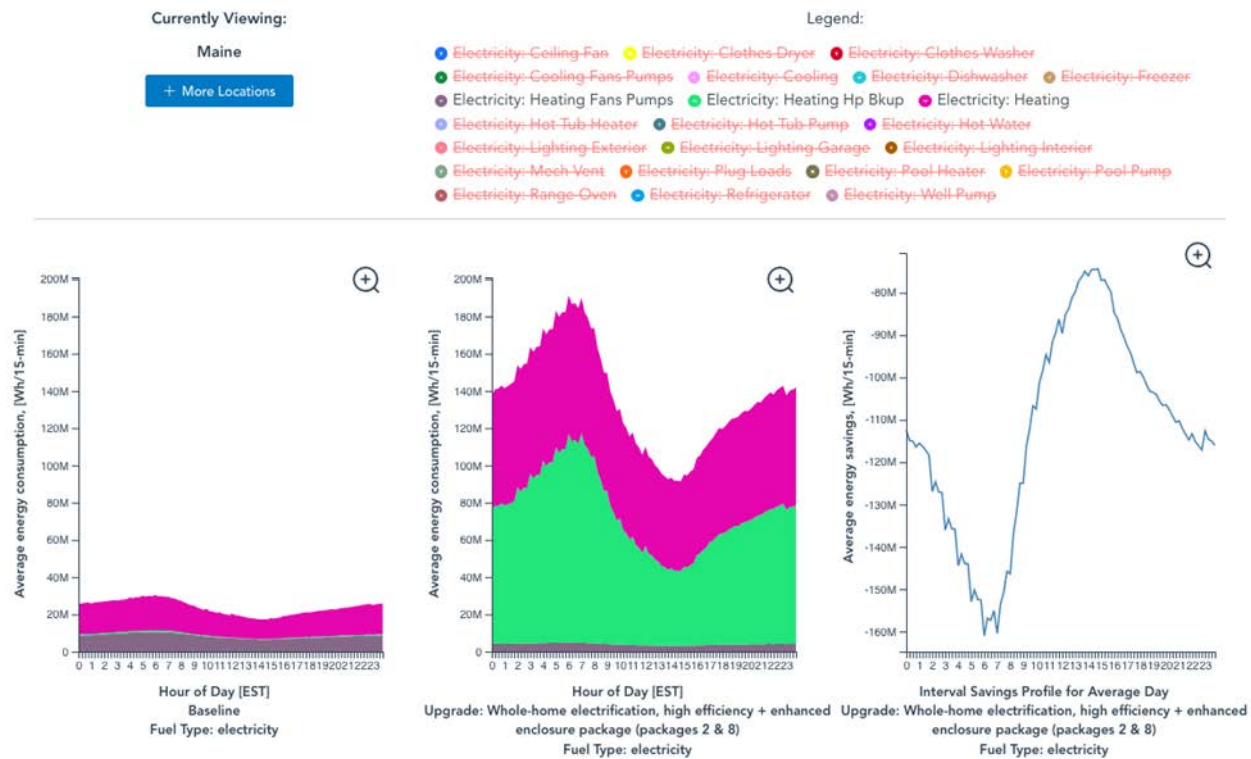 Currently Viewing:
Maine
+ More Locations
Legend:
Electricity: Ceiling Fan Electricity: Clothes Dryer Electricity: Clothes Washer
Electricity: Cooling Fans Pumps Electricity: Cooling Electricity: Dishwasher Electricity: Freezer
Electricity: Heating Fans Pumps Electricity: Heating Hp Bkup Electricity: Heating
Electricity: Hot Tub Heater Electricity: Hot Tub Pump Electricity: Hot Water
Electricity: Lighting Exterior Electricity: Lighting Garage Electricity: Lighting Interior
Electricity: Mech Vent Electricity: Plug Loads Electricity: Pool Heater Electricity: Pool Pump
Electricity: Range Oven Electricity: Refrigerator Electricity: Well Pump
Average energy consumption, [Wh/15-min]
200M
180M
160M
140M
120M
100M
80M
60M
40M
20M
0
0 1 2 3 4 5 6 7 8 9 10 11 12 13 14 15 16 17 18 19 20 21 22 23
Hour of Day [EST]
Baseline
Fuel Type: electricity
Average energy consumption, [Wh/15-min]
200M
180M
160M
140M
120M
100M
80M
60M
40M
20M
0
0 1 2 3 4 5 6 7 8 9 10 11 12 13 14 15 16 17 18 19 20 21 22 23
Hour of Day [EST]
Upgrade: Whole-home electrification, high efficiency + enhanced
enclosure package (packages 2 & 8)
Fuel Type: electricity
Average energy savings, [Wh/15-min]
-80M
-90M
-100M
-110M
-120M
-130M
-140M
-150M
-160M
0 1 2 3 4 5 6 7 8 9 10 11 12 13 14 15 16 17 18 19 20 21 22 23
Interval Savings Profile for Average Day
Upgrade: Whole-home electrification, high efficiency + enhanced
enclosure package (packages 2 & 8)
Fuel Type: electricity